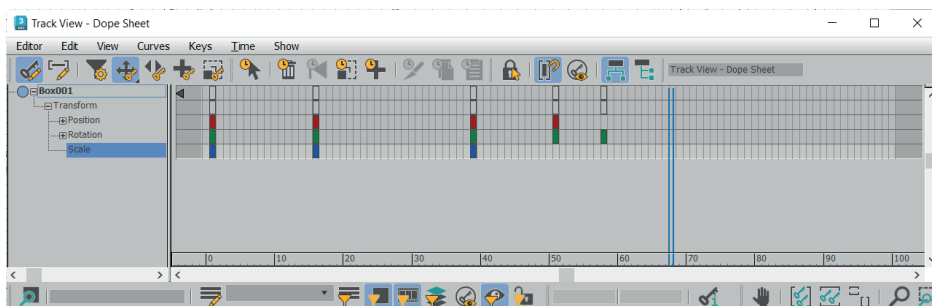 3 Track View - Dope Sheet
Editor Edit View Curves Keys Time Show
Track View - Dope Sheet
Box001
Transform
Position
Rotation
Scale
0 10 20 30 40 50 60 70 80 90 100